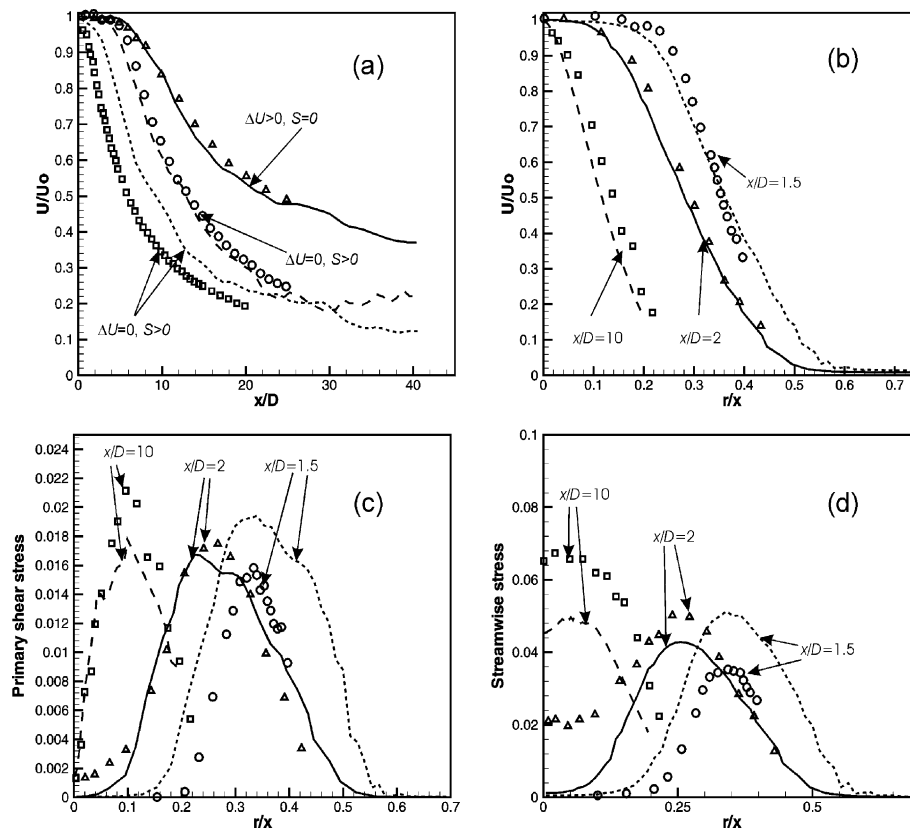 (a)
U/Uo
1
0.9
0.8
0.7
0.6
0.5
0.4
0.3
0.2
0.1
0
ΔU>0, S=0
ΔU=0, S>0
ΔU=0, S>0
0
10
20
30
40
x/D
(b)
U/Uo
1
0.9
0.8
0.7
0.6
0.5
0.4
0.3
0.2
0.1
0
x/D=1.5
x/D=10
x/D=2
0
0.1
0.2
0.3
0.4
0.5
0.6
0.7
r/x
(c)
Primary shear stress
0.024
0.022
0.02
0.018
0.016
0.014
0.012
0.01
0.008
0.006
0.004
0.002
0
x/D=10
x/D=2
x/D=1.5
0
0.1
0.2
0.3
0.4
0.5
0.6
0.7
r/x
(d)
Streamwise stress
0.1
0.08
0.06
0.04
0.02
0
x/D=10
x/D=2
x/D=1.5
0
0.25
0.5
r/x